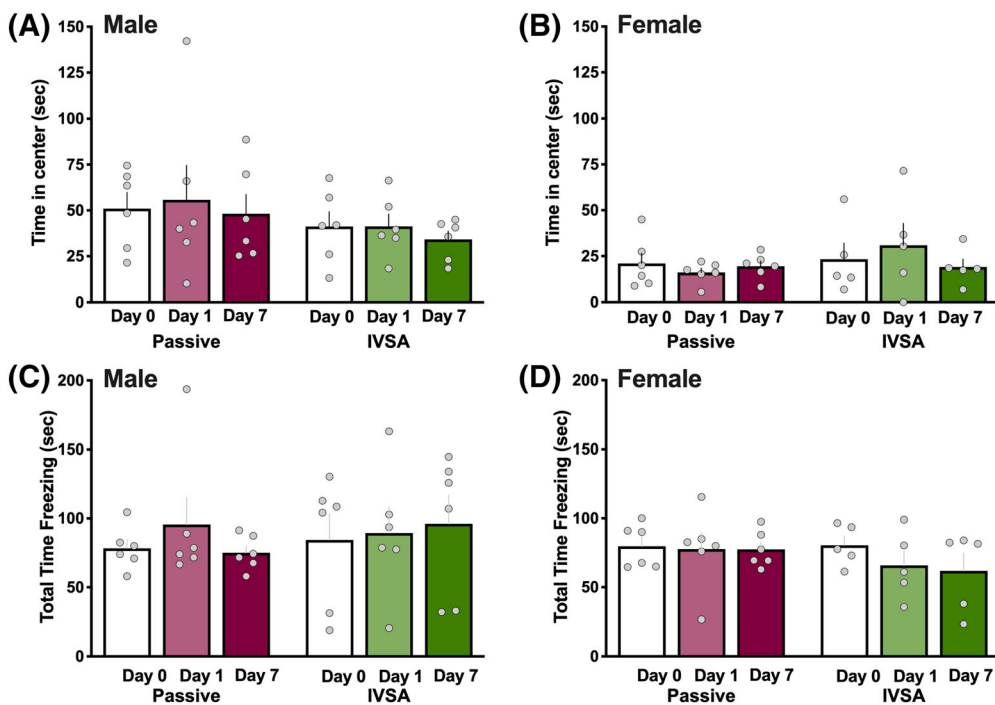 (A) Male
Time in center (sec)
150
125
100
75
50
25
0
Day 0 Day 1 Day 7 Day 0 Day 1 Day 7
Passive IVSA
(B) Female
Time in center (sec)
150
125
100
75
50
25
0
Day 0 Day 1 Day 7 Day 0 Day 1 Day 7
Passive IVSA
(C) Male
Total Time Freezing (sec)
200
150
100
50
0
Day 0 Day 1 Day 7 Day 0 Day 1 Day 7
Passive IVSA
(D) Female
Total Time Freezing (sec)
200
150
100
50
0
Day 0 Day 1 Day 7 Day 0 Day 1 Day 7
Passive IVSA